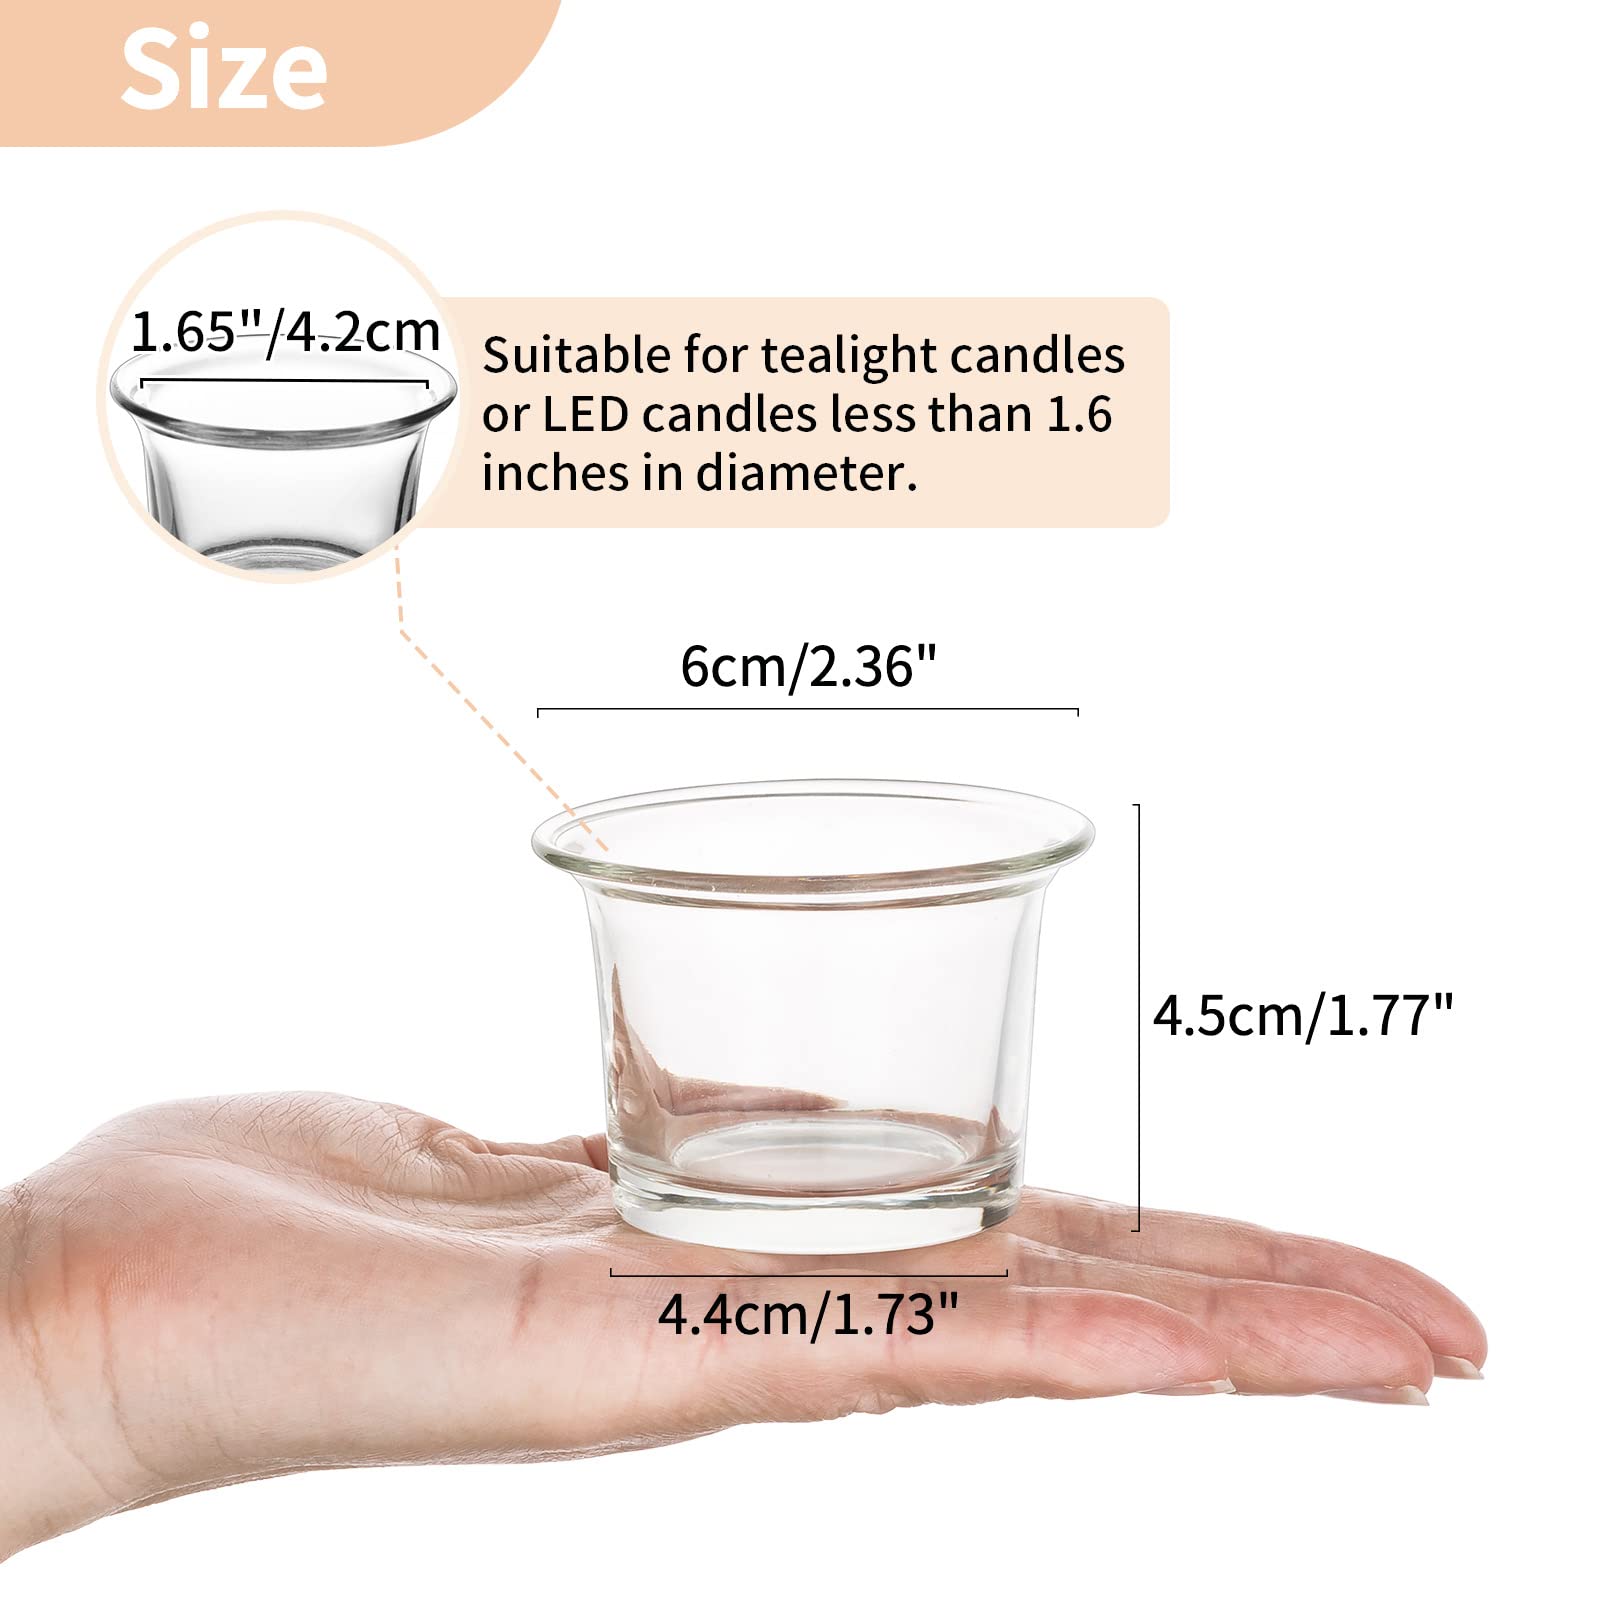 Size
1.65"/4.2cm
Suitable for tealight candles
or LED candles less than 1.6
inches in diameter.
6cm/2.36"
4.5cm/1.77"
4.4cm/1.73"